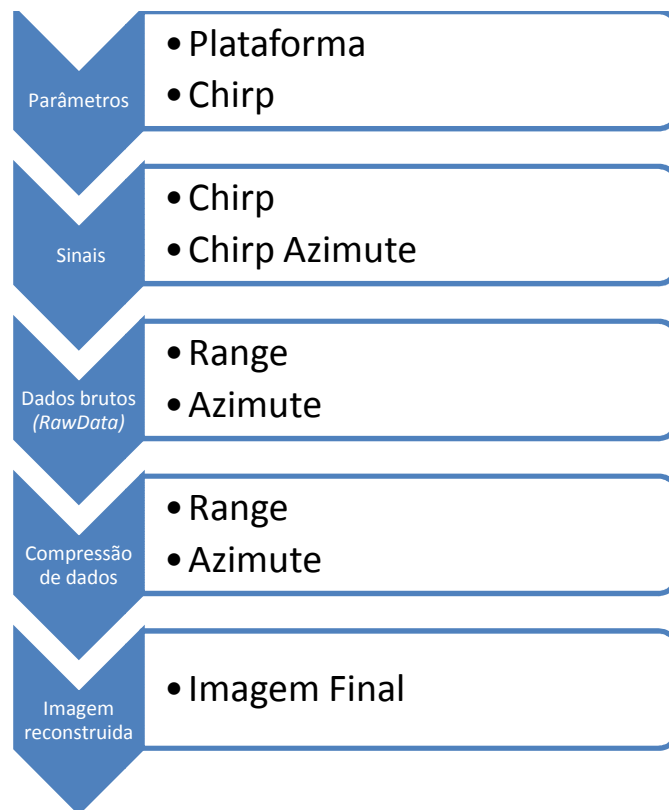 Parâmetros
• Plataforma
• Chirp
Sinais
• Chirp
• Chirp Azimute
Dados brutos
(RawData)
• Range
• Azimute
Compressão
de dados
• Range
• Azimute
Imagem
reconstruida
• Imagem Final